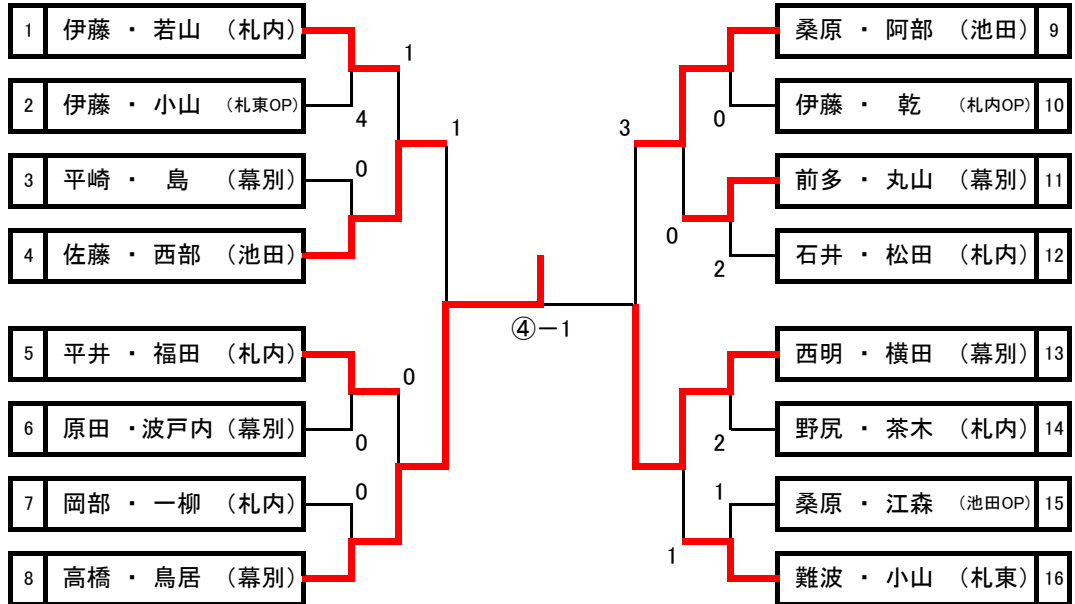 1 伊藤 ・ 若山 (札内)
1
2 伊藤 ・ 小山 (札東OP)
4
1
3 平崎 ・ 島 (幕別)
0
4 佐藤 ・ 西部 (池田)
5 平井 ・ 福田 (札内)
0
6 原田 ・波戸内 (幕別)
0
7 岡部 ・ 一柳 (札内)
0
8 高橋 ・ 鳥居 (幕別)
④－1
桑原 ・ 阿部 (池田) 9
3
伊藤 ・ 乾 (札内OP) 10
0
前多 ・ 丸山 (幕別) 11
0
石井 ・ 松田 (札内) 12
2
西明 ・ 横田 (幕別) 13
野尻 ・ 茶木 (札内) 14
2
桑原 ・ 江森 (池田OP) 15
1
難波 ・ 小山 (札東) 16
1